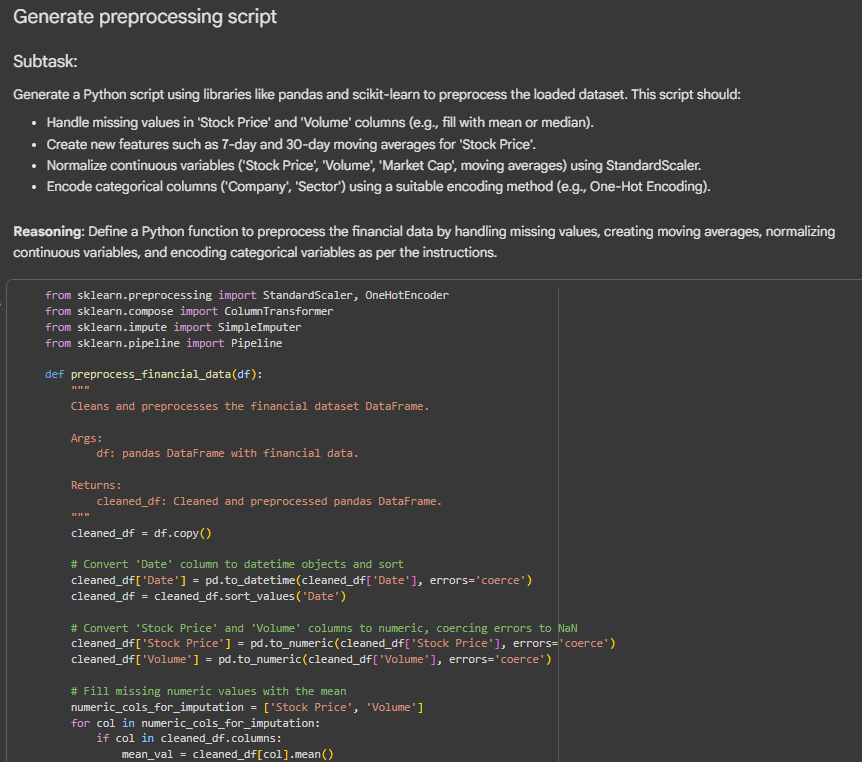 Generate preprocessing script
Subtask:
Generate a Python script using libraries like pandas and scikit-learn to preprocess the loaded dataset. This script should:
• Handle missing values in 'Stock Price' and 'Volume' columns (e.g., fill with mean or median).
• Create new features such as 7-day and 30-day moving averages for 'Stock Price'.
• Normalize continuous variables ('Stock Price', 'Volume', 'Market Cap', moving averages) using StandardScaler.
• Encode categorical columns ('Company', 'Sector') using a suitable encoding method (e.g., One-Hot Encoding).
Reasoning: Define a Python function to preprocess the financial data by handling missing values, creating moving averages, normalizing
continuous variables, and encoding categorical variables as per the instructions.
from sklearn.preprocessing import StandardScaler, OneHotEncoder
from sklearn.compose import ColumnTransformer
from sklearn.impute import SimpleImputer
from sklearn.pipeline import Pipeline
def preprocess_financial_data(df):
    """
    Cleans and preprocesses the financial dataset DataFrame.
    Args:
        df: pandas DataFrame with financial data.
    Returns:
        cleaned_df: Cleaned and preprocessed pandas DataFrame.
    """
    cleaned_df = df.copy()
    # Convert 'Date' column to datetime objects and sort
    cleaned_df['Date'] = pd.to_datetime(cleaned_df['Date'], errors='coerce')
    cleaned_df = cleaned_df.sort_values('Date')
    # Convert 'Stock Price' and 'Volume' columns to numeric, coercing errors to NaN
    cleaned_df['Stock Price'] = pd.to_numeric(cleaned_df['Stock Price'], errors='coerce')
    cleaned_df['Volume'] = pd.to_numeric(cleaned_df['Volume'], errors='coerce')
    # Fill missing numeric values with the mean
    numeric_cols_for_imputation = ['Stock Price', 'Volume']
    for col in numeric_cols_for_imputation:
        if col in cleaned_df.columns:
            mean_val = cleaned_df[col].mean()